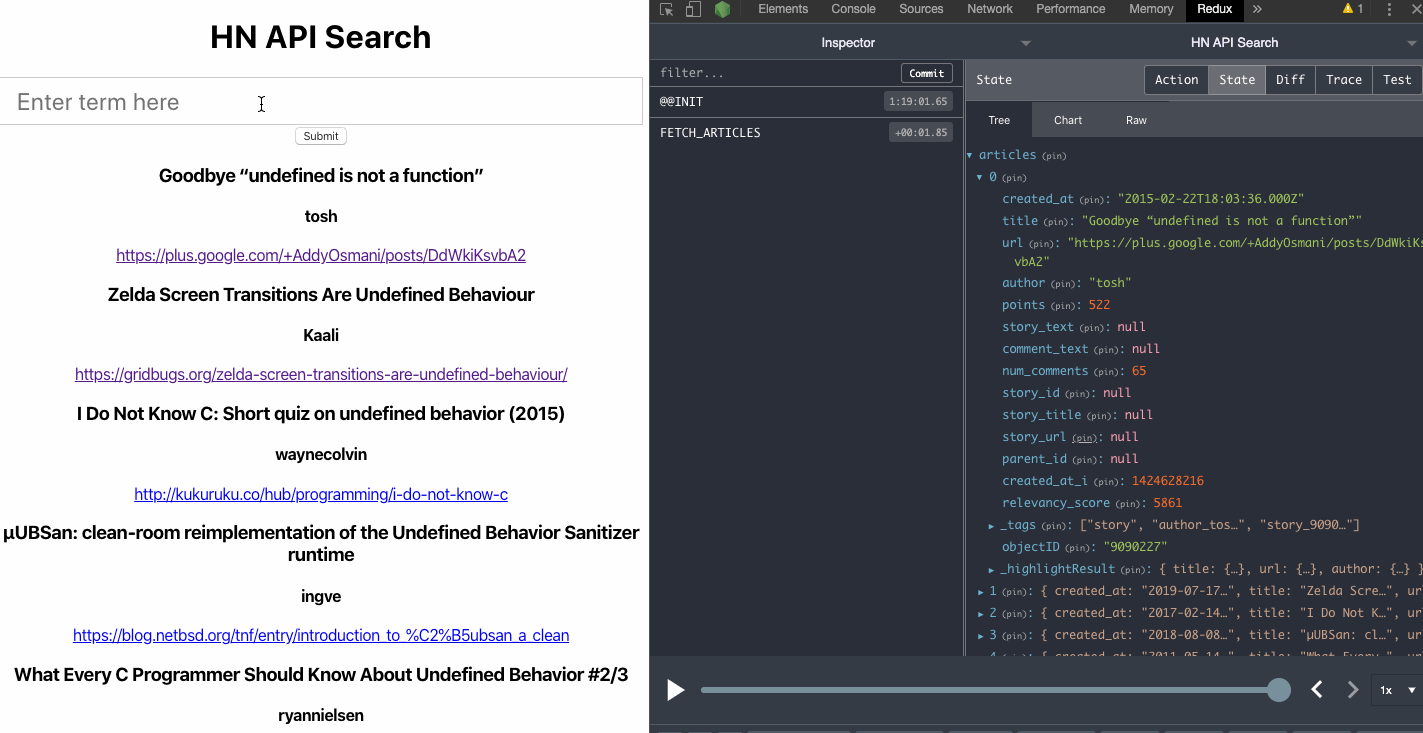 HN API Search
Enter term here
Submit
Goodbye “undefined is not a function”
tosh
https://plus.google.com/+AddyOsmani/posts/DdWkiKsvbA2
Zelda Screen Transitions Are Undefined Behaviour
Kaali
https://gridbugs.org/zelda-screen-transitions-are-undefined-behaviour/
I Do Not Know C: Short quiz on undefined behavior (2015)
waynecolvin
http://kukuruku.co/hub/programming/i-do-not-know-c
µUBSan: clean-room reimplementation of the Undefined Behavior Sanitizer
runtime
ingve
https://blog.netbsd.org/tnf/entry/introduction_to_%C2%B5ubsan_a_clean
What Every C Programmer Should Know About Undefined Behavior #2/3
ryannielsen
Elements Console Sources Network Performance Memory Redux » 1
Inspector HN API Search
filter... Commit
@@INIT 1:19:01.65
FETCH_ARTICLES +00:01.85
State Action State Diff Trace Test
Tree Chart Raw
articles (pin)
0 (pin)
created_at (pin): "2015-02-22T18:03:36.000Z"
title (pin): "Goodbye “undefined is not a function”"
url (pin): "https://plus.google.com/+AddyOsmani/posts/DdWkiKs
vbA2"
author (pin): "tosh"
points (pin): 522
story_text (pin): null
comment_text (pin): null
num_comments (pin): 65
story_id (pin): null
story_title (pin): null
story_url (pin): null
parent_id (pin): null
created_at_i (pin): 1424628216
relevancy_score (pin): 5861
_tags (pin): ["story", "author_tos…", "story_9090…"]
objectID (pin): "9090227"
_highlightResult (pin): { title: {…}, url: {…}, author: {…} }
1 (pin): { created_at: "2019-07-17…", title: "Zelda Scre…", ur
2 (pin): { created_at: "2017-02-14…", title: "I Do Not K…", ur
3 (pin): { created_at: "2018-08-08…", title: "µUBSan: cl…", ur
4 (pin): { created_at: "2011-05-14…", title: "What Every…", ur
1x